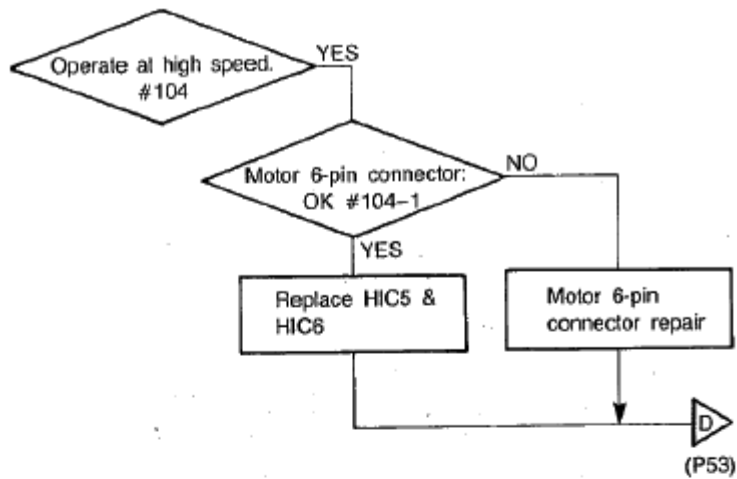 Operate at high speed.
#104
YES
Motor 6-pin connector:
OK #104-1
NO
YES
Replace HIC5 &
HIC6
Motor 6-pin
connector repair
D
(P53)